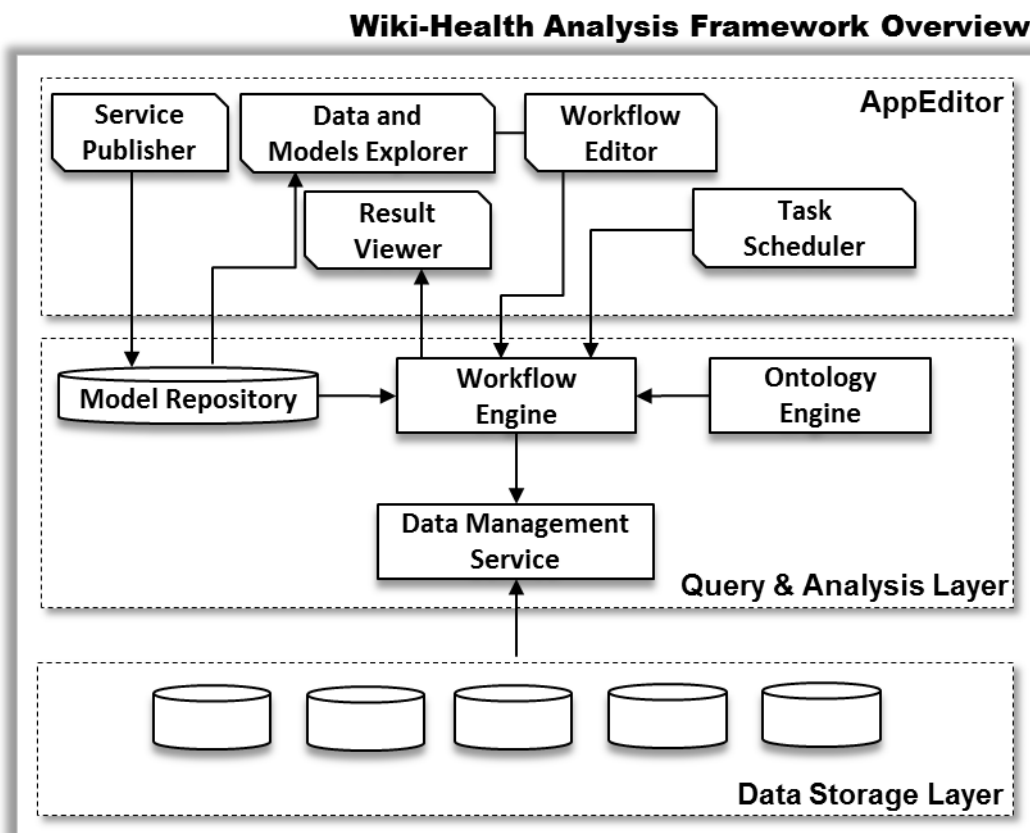 Wiki-Health Analysis Framework Overview
AppEditor
Service
Publisher
Data and
Models Explorer
Workflow
Editor
Result
Viewer
Task
Scheduler
Model Repository
Workflow
Engine
Ontology
Engine
Data Management
Service
Query & Analysis Layer
Data Storage Layer